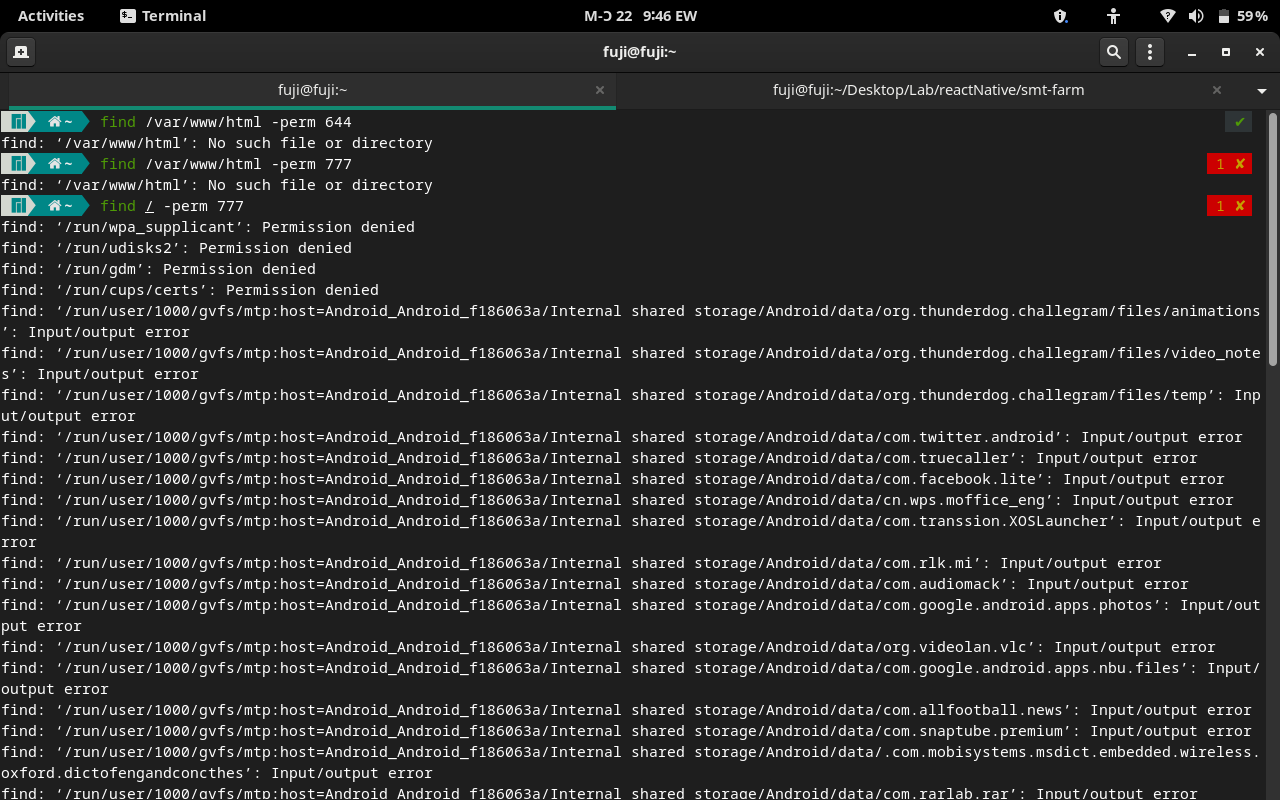 Activities Terminal M-Ɔ 22 9:46 EW 59 %
fuji@fuji:~
fuji@fuji:~ fuji@fuji:~/Desktop/Lab/reactNative/smt-farm
~ find /var/www/html -perm 644 ✔
find: ‘/var/www/html’: No such file or directory
~ find /var/www/html -perm 777 1 ✘
find: ‘/var/www/html’: No such file or directory
~ find / -perm 777 1 ✘
find: ‘/run/wpa_supplicant’: Permission denied
find: ‘/run/udisks2’: Permission denied
find: ‘/run/gdm’: Permission denied
find: ‘/run/cups/certs’: Permission denied
find: ‘/run/user/1000/gvfs/mtp:host=Android_Android_f186063a/Internal shared storage/Android/data/org.thunderdog.challegram/files/animations
’: Input/output error
find: ‘/run/user/1000/gvfs/mtp:host=Android_Android_f186063a/Internal shared storage/Android/data/org.thunderdog.challegram/files/video_note
s’: Input/output error
find: ‘/run/user/1000/gvfs/mtp:host=Android_Android_f186063a/Internal shared storage/Android/data/org.thunderdog.challegram/files/temp’: Inp
ut/output error
find: ‘/run/user/1000/gvfs/mtp:host=Android_Android_f186063a/Internal shared storage/Android/data/com.twitter.android’: Input/output error
find: ‘/run/user/1000/gvfs/mtp:host=Android_Android_f186063a/Internal shared storage/Android/data/com.truecaller’: Input/output error
find: ‘/run/user/1000/gvfs/mtp:host=Android_Android_f186063a/Internal shared storage/Android/data/com.facebook.lite’: Input/output error
find: ‘/run/user/1000/gvfs/mtp:host=Android_Android_f186063a/Internal shared storage/Android/data/cn.wps.moffice_eng’: Input/output error
find: ‘/run/user/1000/gvfs/mtp:host=Android_Android_f186063a/Internal shared storage/Android/data/com.transsion.XOSLauncher’: Input/output e
rror
find: ‘/run/user/1000/gvfs/mtp:host=Android_Android_f186063a/Internal shared storage/Android/data/com.rlk.mi’: Input/output error
find: ‘/run/user/1000/gvfs/mtp:host=Android_Android_f186063a/Internal shared storage/Android/data/com.audiomack’: Input/output error
find: ‘/run/user/1000/gvfs/mtp:host=Android_Android_f186063a/Internal shared storage/Android/data/com.google.android.apps.photos’: Input/out
put error
find: ‘/run/user/1000/gvfs/mtp:host=Android_Android_f186063a/Internal shared storage/Android/data/org.videolan.vlc’: Input/output error
find: ‘/run/user/1000/gvfs/mtp:host=Android_Android_f186063a/Internal shared storage/Android/data/com.google.android.apps.nbu.files’: Input/
output error
find: ‘/run/user/1000/gvfs/mtp:host=Android_Android_f186063a/Internal shared storage/Android/data/com.allfootball.news’: Input/output error
find: ‘/run/user/1000/gvfs/mtp:host=Android_Android_f186063a/Internal shared storage/Android/data/com.snaptube.premium’: Input/output error
find: ‘/run/user/1000/gvfs/mtp:host=Android_Android_f186063a/Internal shared storage/Android/data/.com.mobisystems.msdict.embedded.wireless.
oxford.dictofengandconcthes’: Input/output error
find: ‘/run/user/1000/gvfs/mtp:host=Android_Android_f186063a/Internal shared storage/Android/data/com.rarlab.rar’: Input/output error